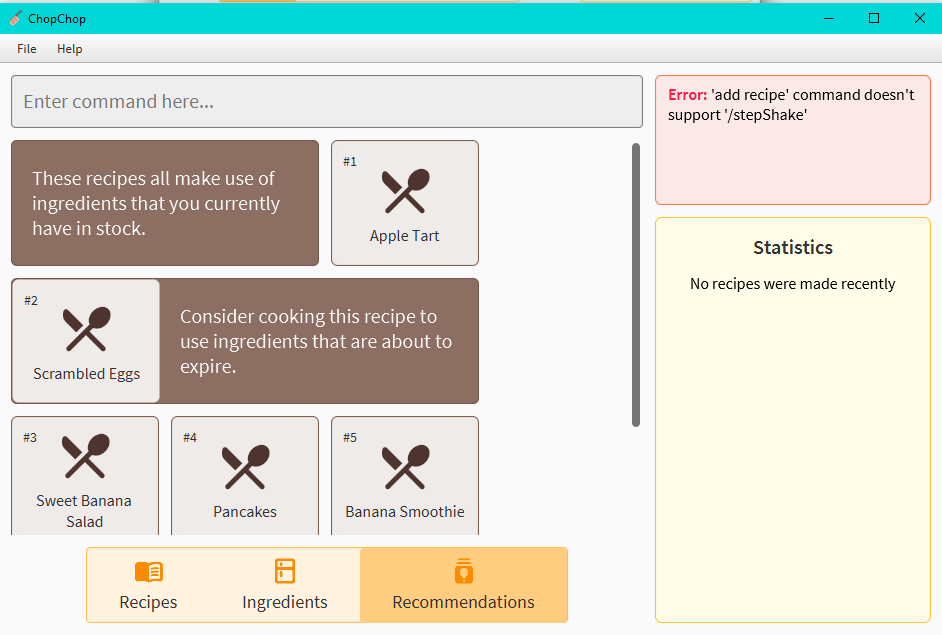 ChopChop
File Help
Enter command here...
Error: 'add recipe' command doesn't
support '/stepShake'
These recipes all make use of
ingredients that you currently
have in stock.
#1
Apple Tart
#2
Scrambled Eggs
Consider cooking this recipe to
use ingredients that are about to
expire.
#3
Sweet Banana
Salad
#4
Pancakes
#5
Banana Smoothie
Statistics
No recipes were made recently
Recipes
Ingredients
Recommendations